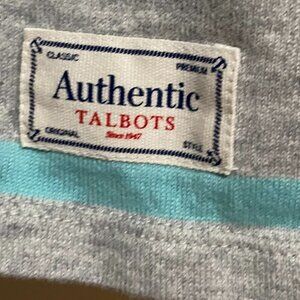 CLASSIC PREMIUM
Authentic
TALBOTS
Since 1947
ORIGINAL STYLE